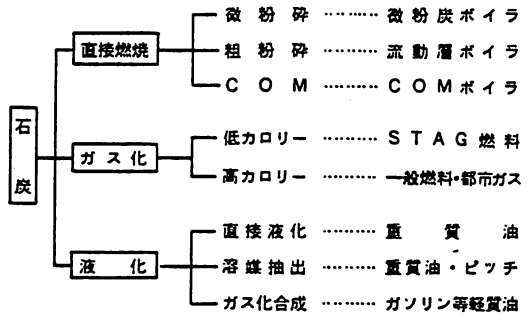 石炭
直接燃焼
微粉砕 ‥‥‥‥ 微粉炭ボイラ
粗粉砕 ‥‥‥‥ 流動層ボイラ
COM ‥‥‥‥ COMボイラ
ガス化
低カロリー ‥‥‥‥ STAG燃料
高カロリー ‥‥‥‥ 一般燃料・都市ガス
液化
直接液化 ‥‥‥‥ 重質油
溶媒抽出 ‥‥‥‥ 重質油・ピッチ
ガス化合成 ‥‥‥‥ ガソリン等軽質油